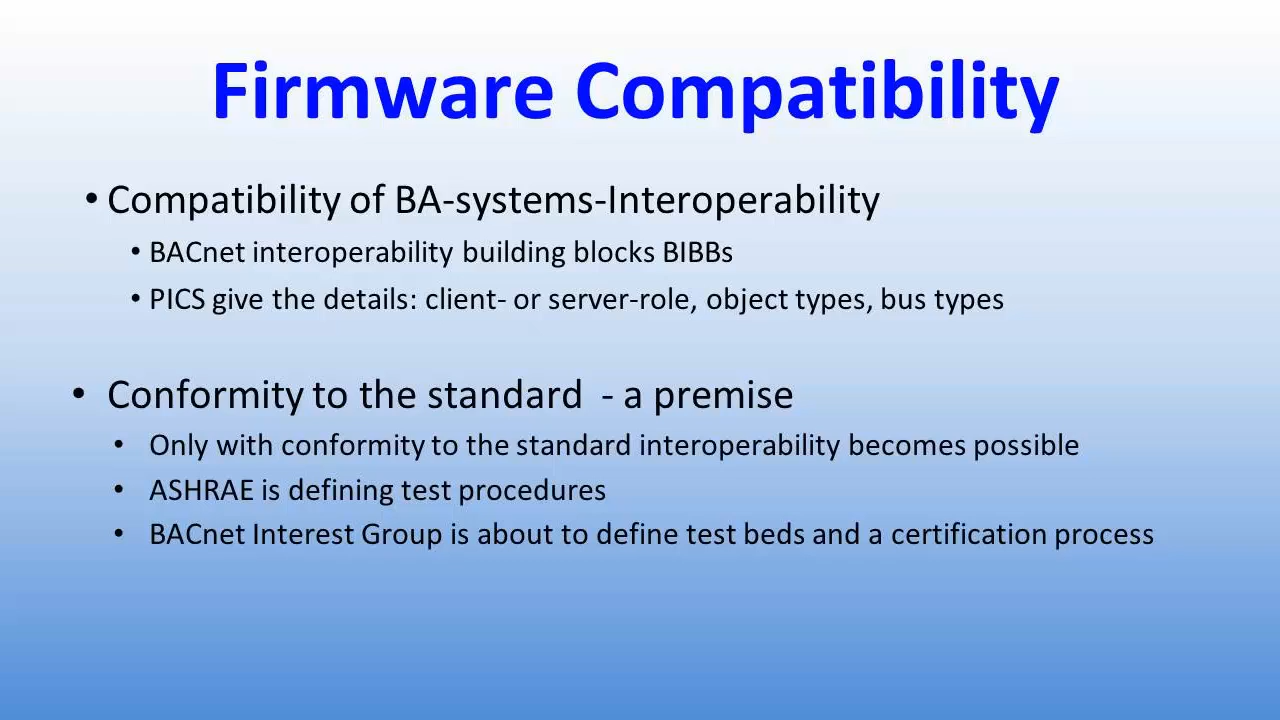 Firmware Compatibility
• Compatibility of BA-systems-Interoperability
• BACnet interoperability building blocks BIBBs
• PICS give the details: client- or server-role, object types, bus types
• Conformity to the standard - a premise
• Only with conformity to the standard interoperability becomes possible
• ASHRAE is defining test procedures
• BACnet Interest Group is about to define test beds and a certification process